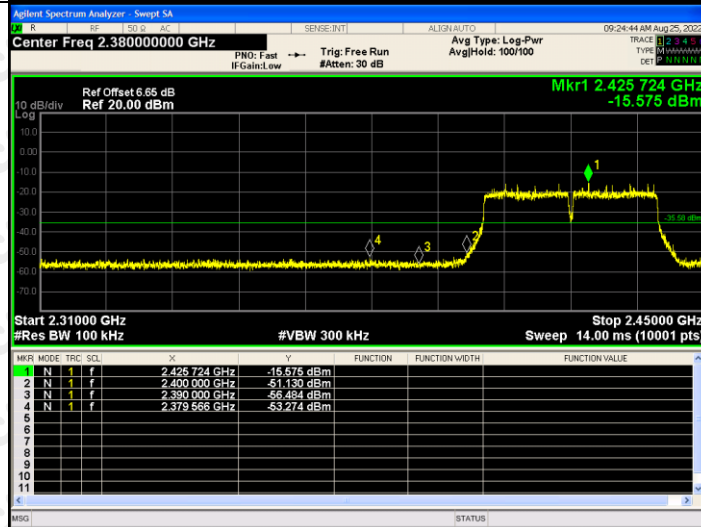 Agilent Spectrum Analyzer - Swept SA
R RF 50 Ω AC SENSE:INT ALIGN AUTO 09:24:44 AM Aug 25, 2022
Center Freq 2.380000000 GHz
PNO: Fast
IFGain:Low
Trig: Free Run
#Atten: 30 dB
Avg Type: Log-Pwr
Avg|Hold: 100/100
TRACE 1 2 3 4 5
TYPE M
DET P N N N N
Ref Offset 6.65 dB
Ref 20.00 dBm
10 dB/div
Log
Mkr1 2.425 724 GHz
-15.575 dBm
10.0
0.00
-10.0
-20.0
-30.0
-40.0
-50.0
-60.0
-70.0
1
2
3
4
-35.50 dBm
Start 2.31000 GHz
Stop 2.45000 GHz
#Res BW 100 kHz
#VBW 300 kHz
Sweep 14.00 ms (10001 pts)
MKR MODE TRC SCL X Y FUNCTION FUNCTION WIDTH FUNCTION VALUE
1 N 1 f 2.425 724 GHz -15.575 dBm
2 N 1 f 2.400 000 GHz -51.130 dBm
3 N 1 f 2.390 000 GHz -56.484 dBm
4 N 1 f 2.379 566 GHz -53.274 dBm
5
6
7
8
9
10
11
MSG STATUS